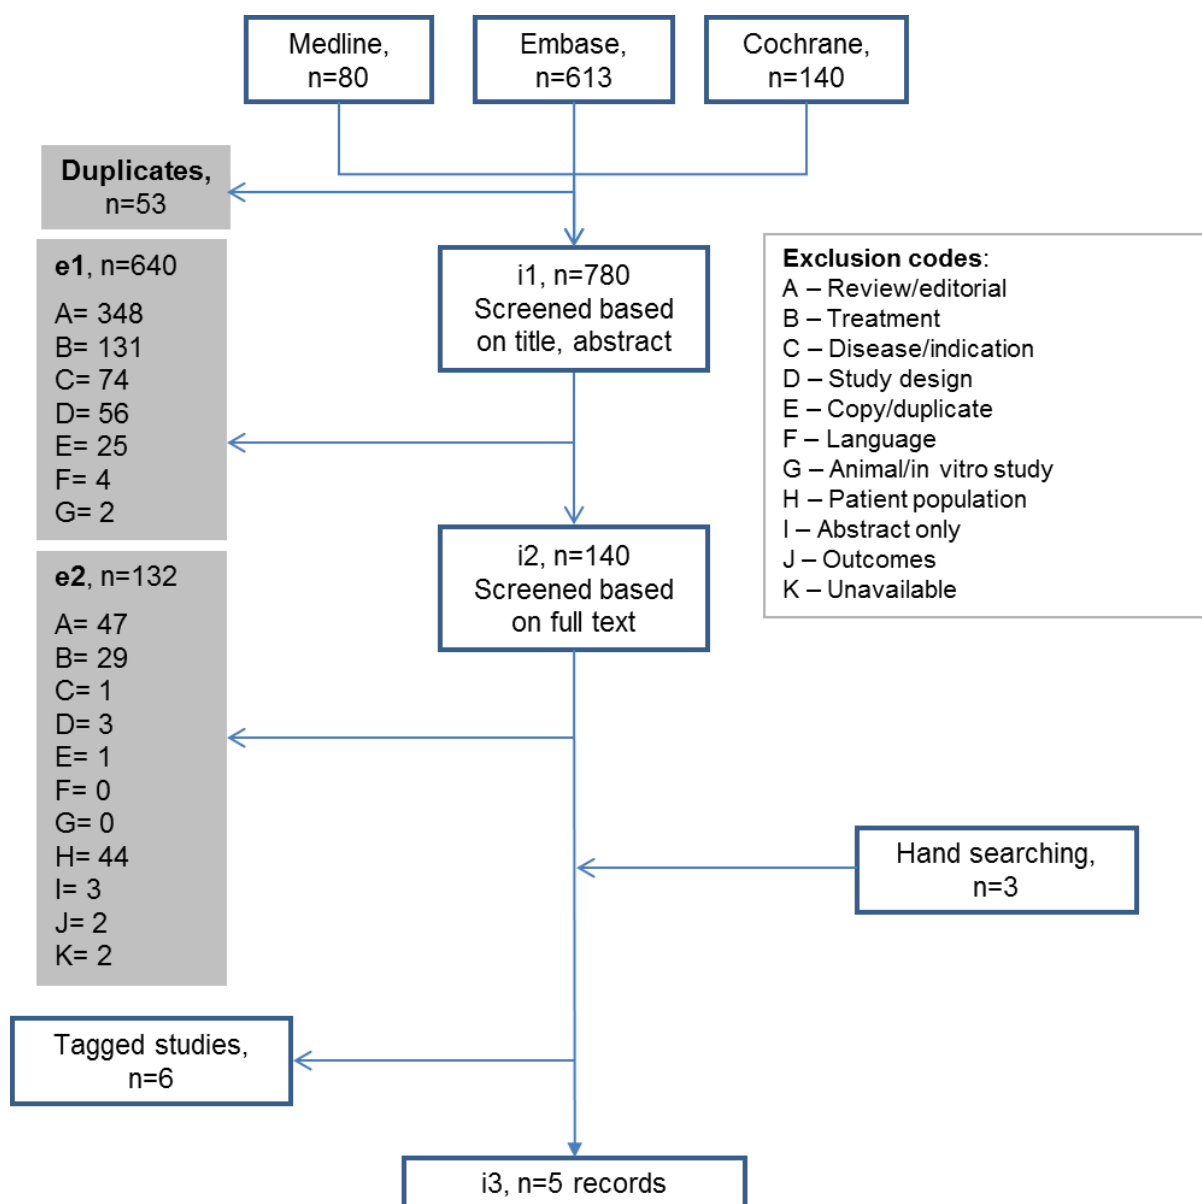 Medline,
n=80
Embase,
n=613
Cochrane,
n=140
Duplicates,
n=53
e1, n=640
A= 348
B= 131
C= 74
D= 56
E= 25
F= 4
G= 2
i1, n=780
Screened based
on title, abstract
Exclusion codes:
A – Review/editorial
B – Treatment
C – Disease/indication
D – Study design
E – Copy/duplicate
F – Language
G – Animal/in vitro study
H – Patient population
I – Abstract only
J – Outcomes
K – Unavailable
i2, n=140
Screened based
on full text
e2, n=132
A= 47
B= 29
C= 1
D= 3
E= 1
F= 0
G= 0
H= 44
I= 3
J= 2
K= 2
Hand searching,
n=3
Tagged studies,
n=6
i3, n=5 records